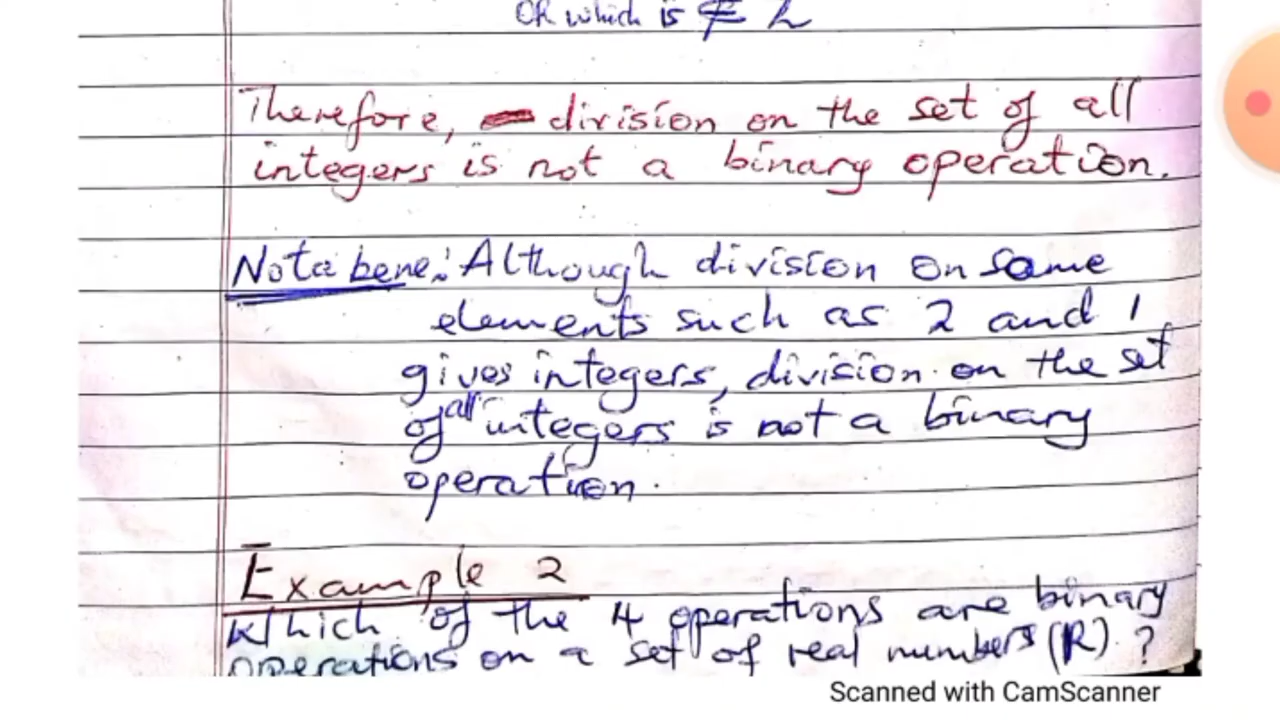 OR which is ∉ Z
Therefore, division on the set of all
integers is not a binary operation.
Nota bene: Although division on some
elements such as 2 and 1
gives integers, division on the set
of all integers is not a binary
operation.
Example 2
Which of the 4 operations are binary
operations on a set of real numbers (R)?
Scanned with CamScanner